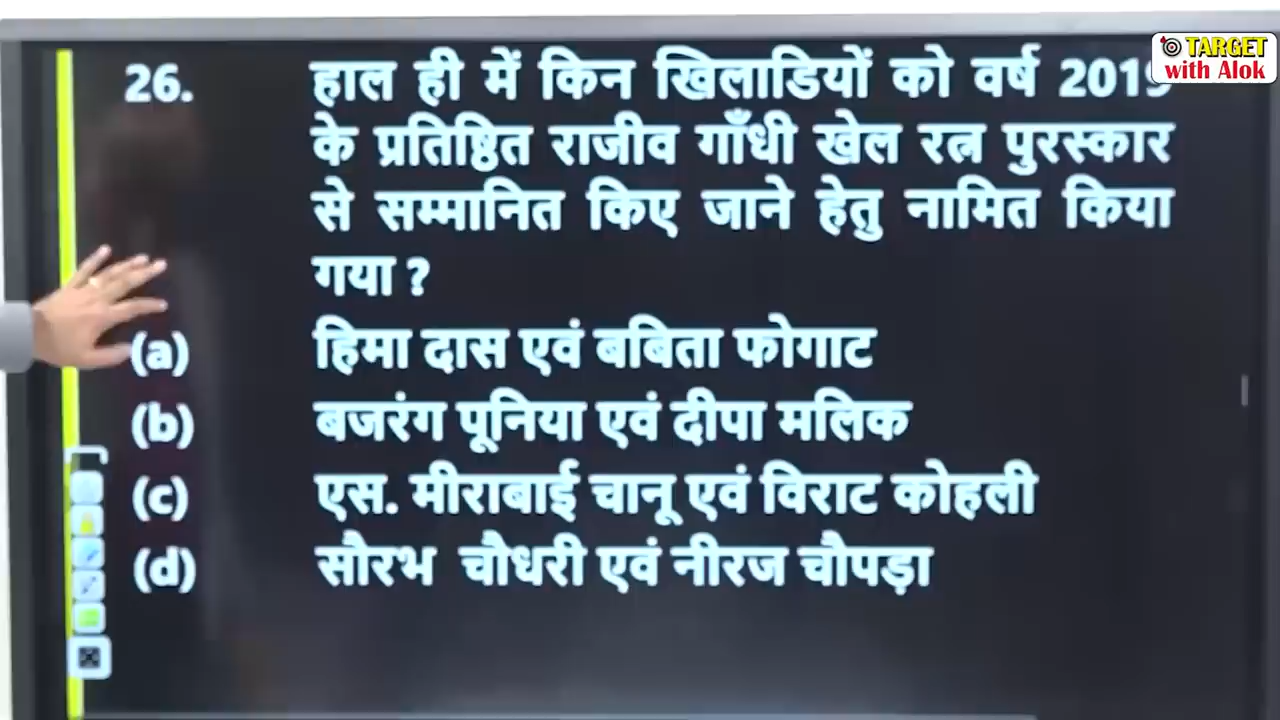 TARGET
with Alok
26. हाल ही में किन खिलाडियों को वर्ष 2019
के प्रतिष्ठित राजीव गाँधी खेल रत्न पुरस्कार
से सम्मानित किए जाने हेतु नामित किया
गया ?
(a) हिमा दास एवं बबिता फोगाट
(b) बजरंग पूनिया एवं दीपा मलिक
(c) एस. मीराबाई चानू एवं विराट कोहली
(d) सौरभ चौधरी एवं नीरज चौपड़ा